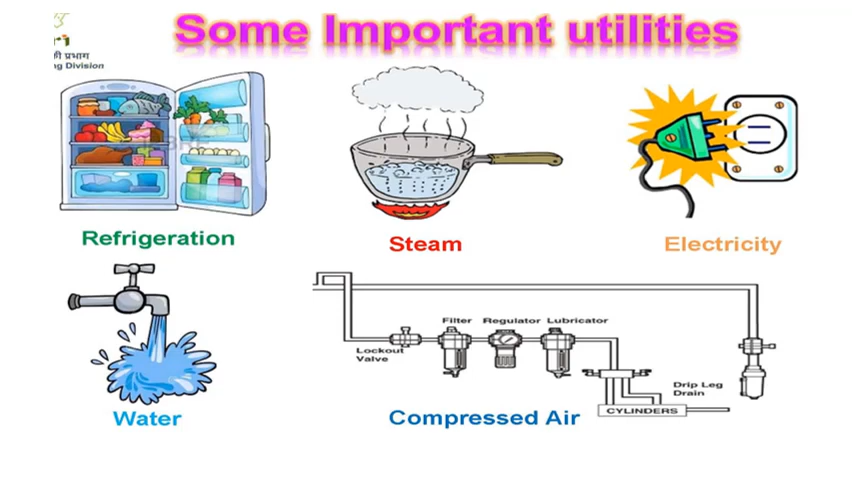 Some Important utilities
की प्रभाग
ng Division
Refrigeration
Steam
Electricity
Water
Filter
Regulator
Lubricator
Lockout
Valve
Drip Leg
Drain
CYLINDERS
Compressed Air